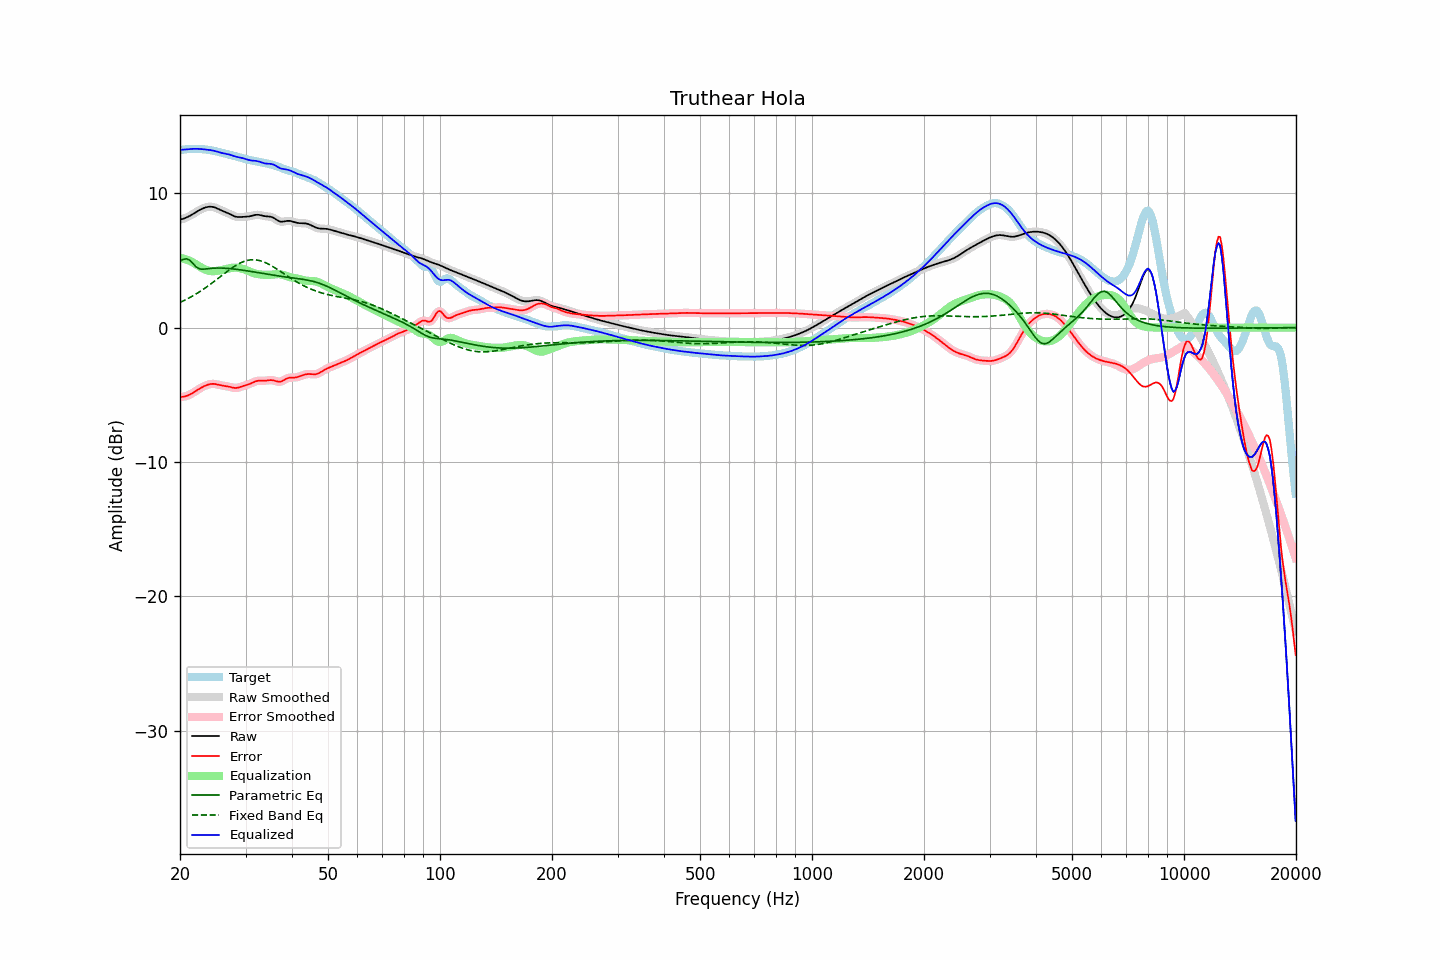 Truthear Hola
Amplitude (dBr)
10
0
−10
−20
−30
Target
Raw Smoothed
Error Smoothed
Raw
Error
Equalization
Parametric Eq
Fixed Band Eq
Equalized
20 50 100 200 500 1000 2000 5000 10000 20000
Frequency (Hz)